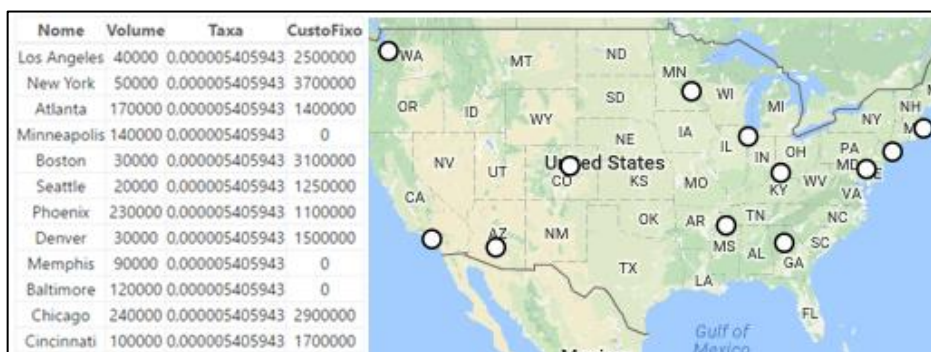 Nome Volume Taxa CustoFixo
Los Angeles 40000 0.000005405943 2500000
New York 50000 0.000005405943 3700000
Atlanta 170000 0.000005405943 1400000
Minneapolis 140000 0.000005405943 0
Boston 30000 0.000005405943 3100000
Seattle 20000 0.000005405943 1250000
Phoenix 230000 0.000005405943 1100000
Denver 30000 0.000005405943 1500000
Memphis 90000 0.000005405943 0
Baltimore 120000 0.000005405943 0
Chicago 240000 0.000005405943 2900000
Cincinnati 100000 0.000005405943 1700000
WA MT ND MN
OR ID WY SD WI MI NY NH
NV UT CO NE IA IL IN OH PA
United States
CA KS MO KY WV MD VA
AZ NM OK AR TN NC
TX MS AL GA SC
LA FL
Gulf of